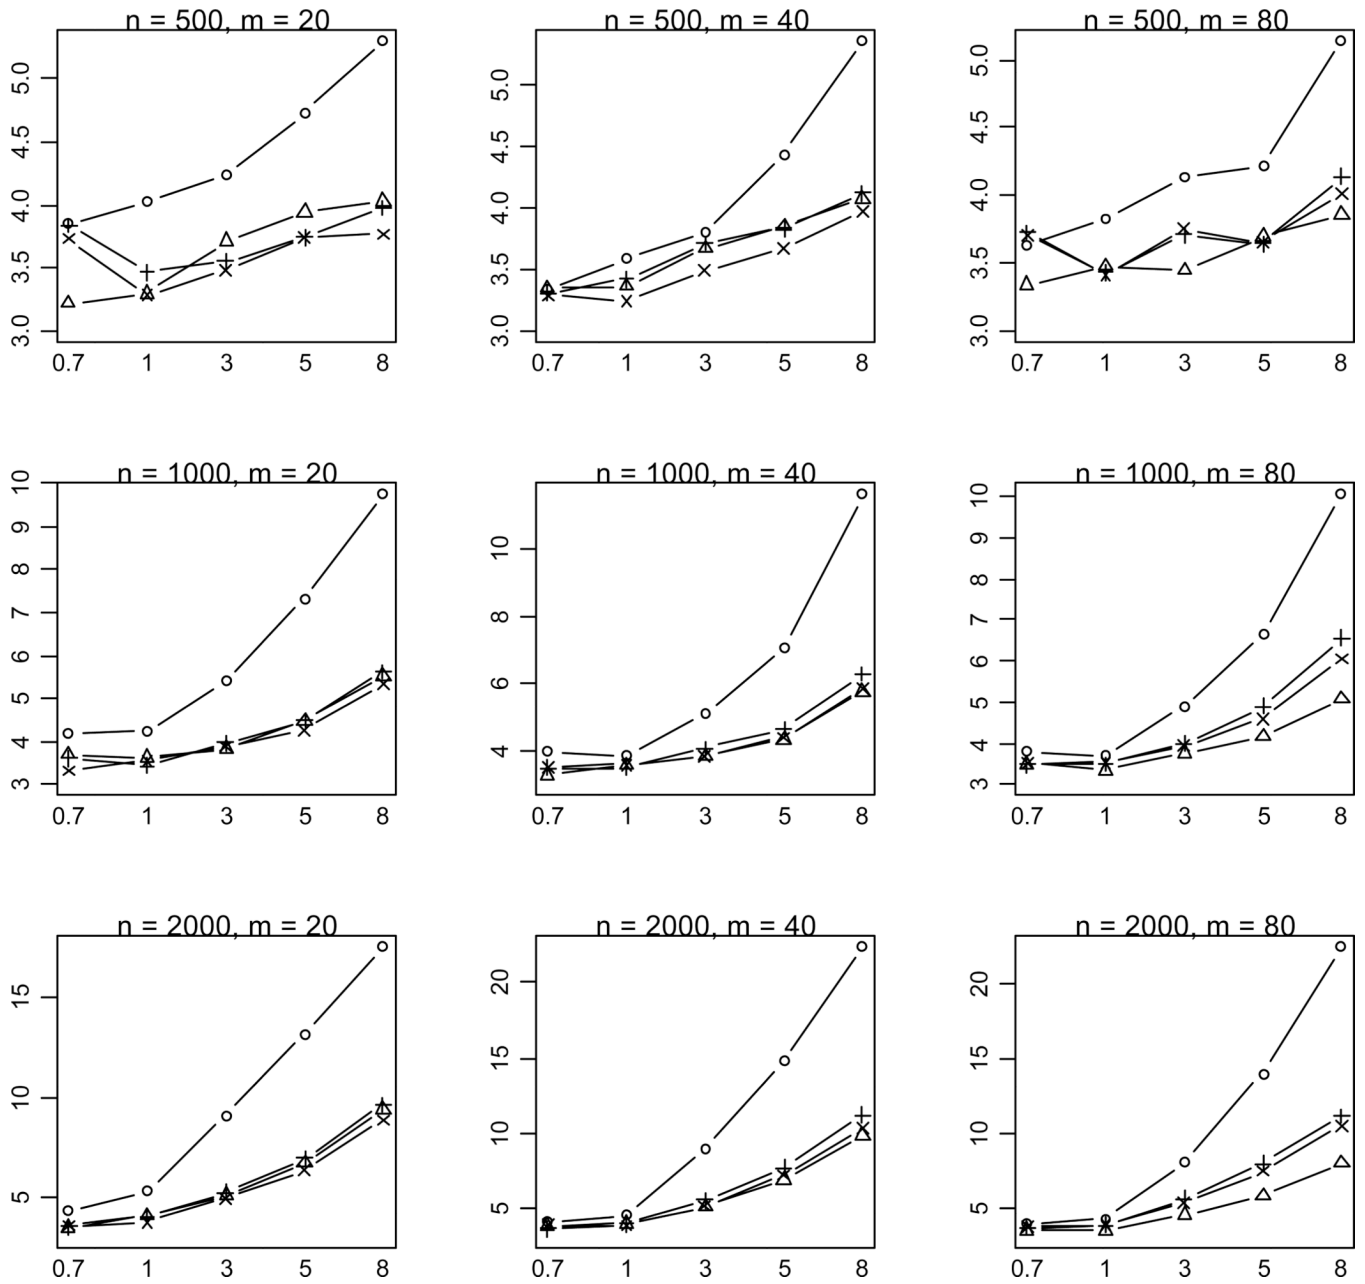 n = 500, m = 20
5.0
4.5
4.0
3.5
3.0
0.7 1 3 5 8
n = 500, m = 40
5.0
4.5
4.0
3.5
3.0
0.7 1 3 5 8
n = 500, m = 80
5.0
4.5
4.0
3.5
3.0
0.7 1 3 5 8
n = 1000, m = 20
10
9
8
7
6
5
4
3
0.7 1 3 5 8
n = 1000, m = 40
10
8
6
4
0.7 1 3 5 8
n = 1000, m = 80
10
9
8
7
6
5
4
3
0.7 1 3 5 8
n = 2000, m = 20
15
10
5
0.7 1 3 5 8
n = 2000, m = 40
20
15
10
5
0.7 1 3 5 8
n = 2000, m = 80
20
15
10
5
0.7 1 3 5 8